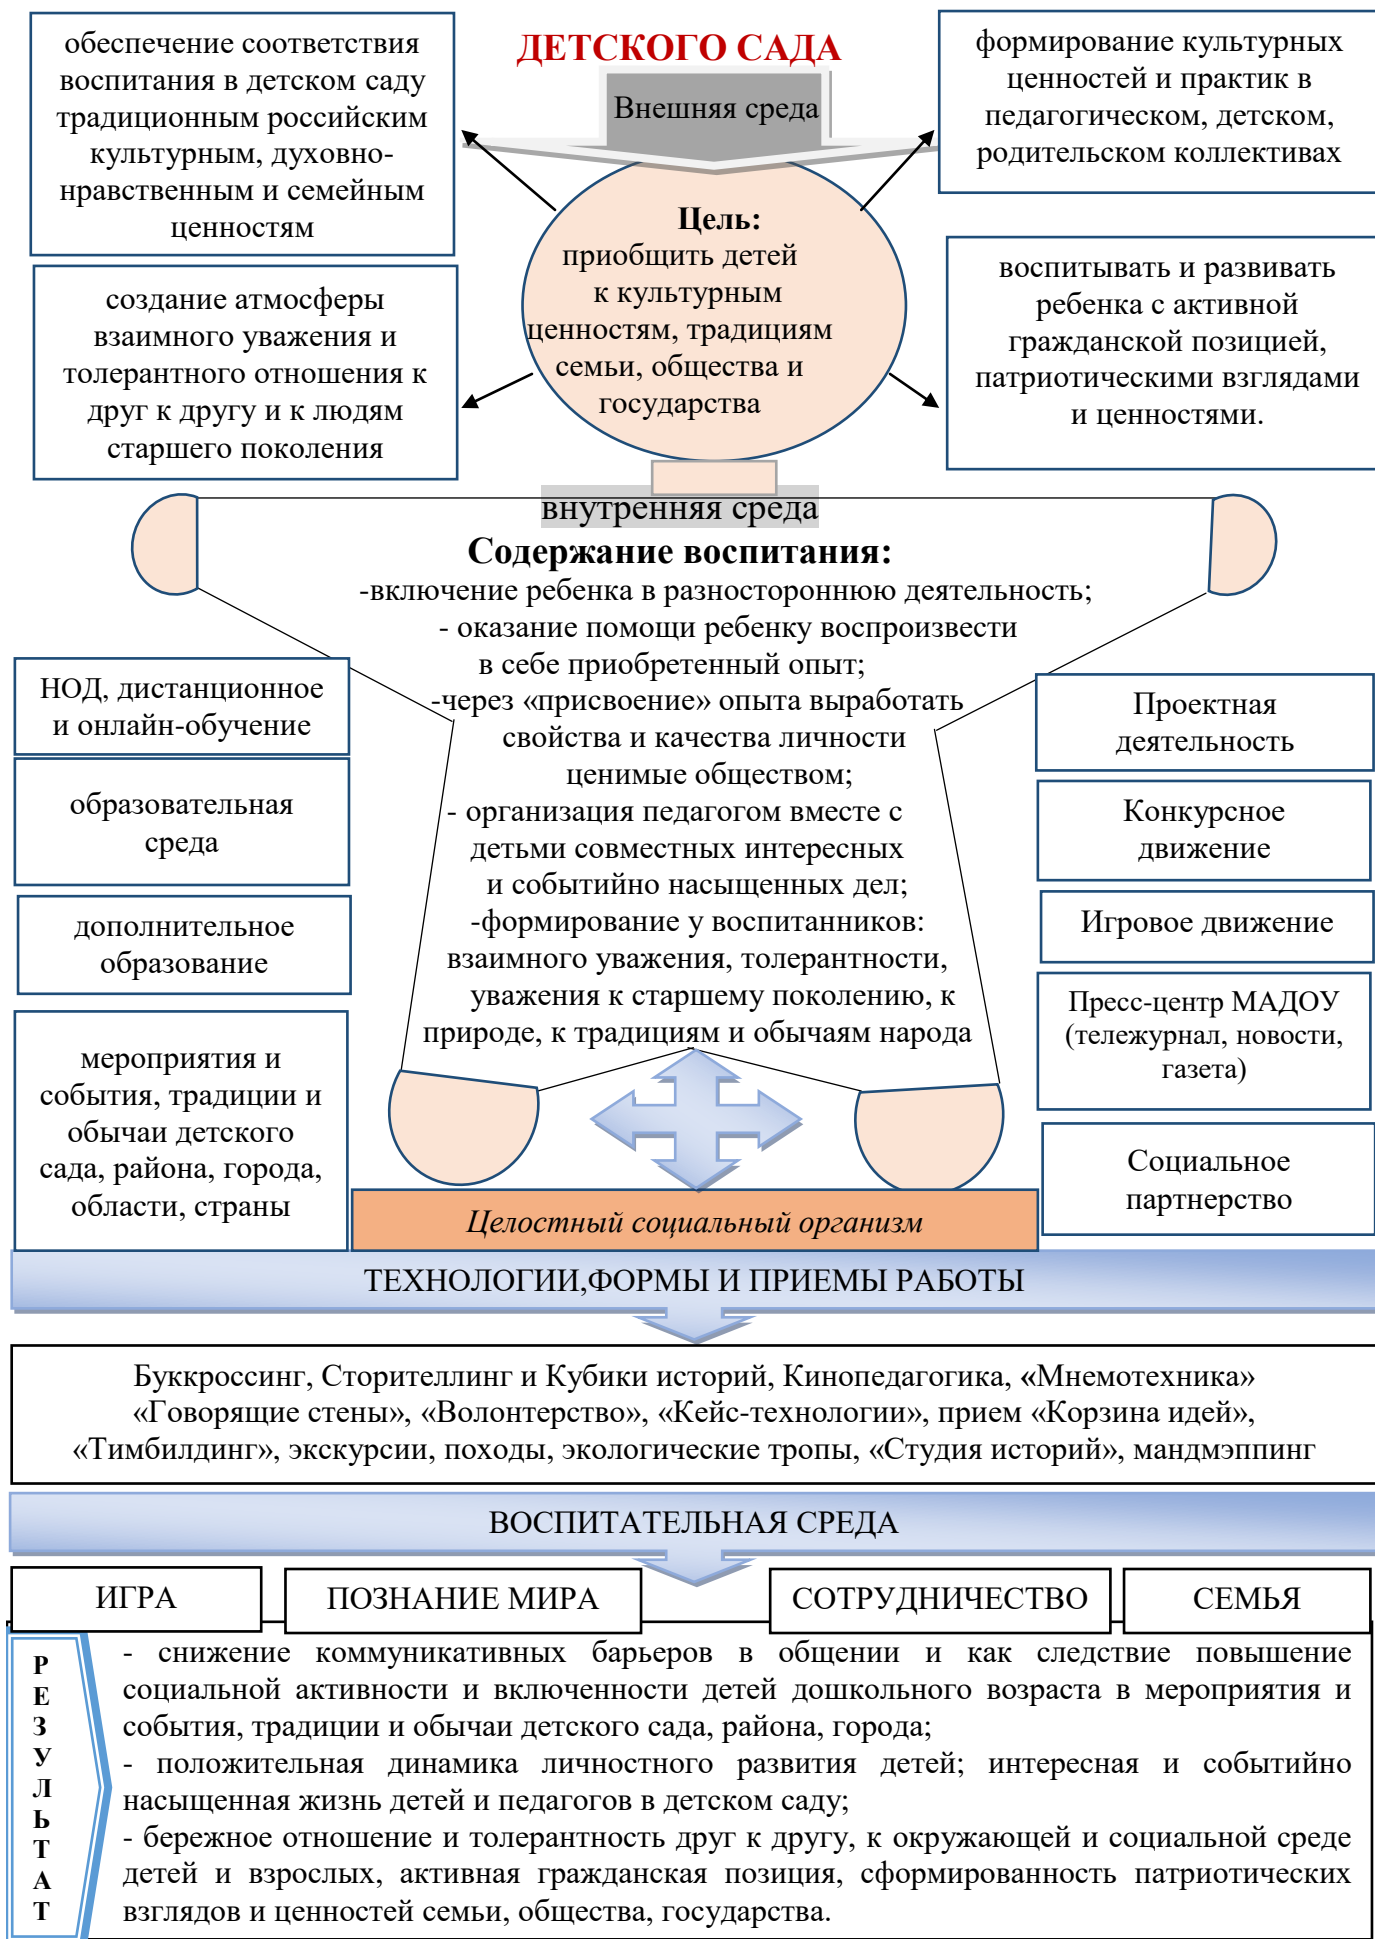 ДЕТСКОГО САДА
Внешняя среда
обеспечение соответствия
воспитания в детском саду
традиционным российским
культурным, духовно-
нравственным и семейным
ценностям
формирование культурных
ценностей и практик в
педагогическом, детском,
родительском коллективах
Цель:
приобщить детей
к культурным
ценностям, традициям
семьи, общества и
государства
создание атмосферы
взаимного уважения и
толерантного отношения к
друг к другу и к людям
старшего поколения
воспитывать и развивать
ребенка с активной
гражданской позицией,
патриотическими взглядами
и ценностями.
внутренняя среда
Содержание воспитания:
-включение ребенка в разностороннюю деятельность;
- оказание помощи ребенку воспроизвести
в себе приобретенный опыт;
-через «присвоение» опыта выработать
свойства и качества личности
ценимые обществом;
- организация педагогом вместе с
детьми совместных интересных
и событийно насыщенных дел;
-формирование у воспитанников:
взаимного уважения, толерантности,
уважения к старшему поколению, к
природе, к традициям и обычаям народа
НОД, дистанционное
и онлайн-обучение
образовательная
среда
дополнительное
образование
мероприятия и
события, традиции и
обычаи детского
сада, района, города,
области, страны
Проектная
деятельность
Конкурсное
движение
Игровое движение
Пресс-центр МАДОУ
(тележурнал, новости,
газета)
Социальное
партнерство
Целостный социальный организм
ТЕХНОЛОГИИ,ФОРМЫ И ПРИЕМЫ РАБОТЫ
Буккроссинг, Сторителлинг и Кубики историй, Кинопедагогика, «Мнемотехника»
«Говорящие стены», «Волонтерство», «Кейс-технологии», прием «Корзина идей»,
«Тимбилдинг», экскурсии, походы, экологические тропы, «Студия историй», мандмэппинг
ВОСПИТАТЕЛЬНАЯ СРЕДА
ИГРА
ПОЗНАНИЕ МИРА
СОТРУДНИЧЕСТВО
СЕМЬЯ
Р
Е
З
У
Л
Ь
Т
А
Т
- снижение коммуникативных барьеров в общении и как следствие повышение
социальной активности и включенности детей дошкольного возраста в мероприятия и
события, традиции и обычаи детского сада, района, города;
- положительная динамика личностного развития детей; интересная и событийно
насыщенная жизнь детей и педагогов в детском саду;
- бережное отношение и толерантность друг к другу, к окружающей и социальной среде
детей и взрослых, активная гражданская позиция, сформированность патриотических
взглядов и ценностей семьи, общества, государства.